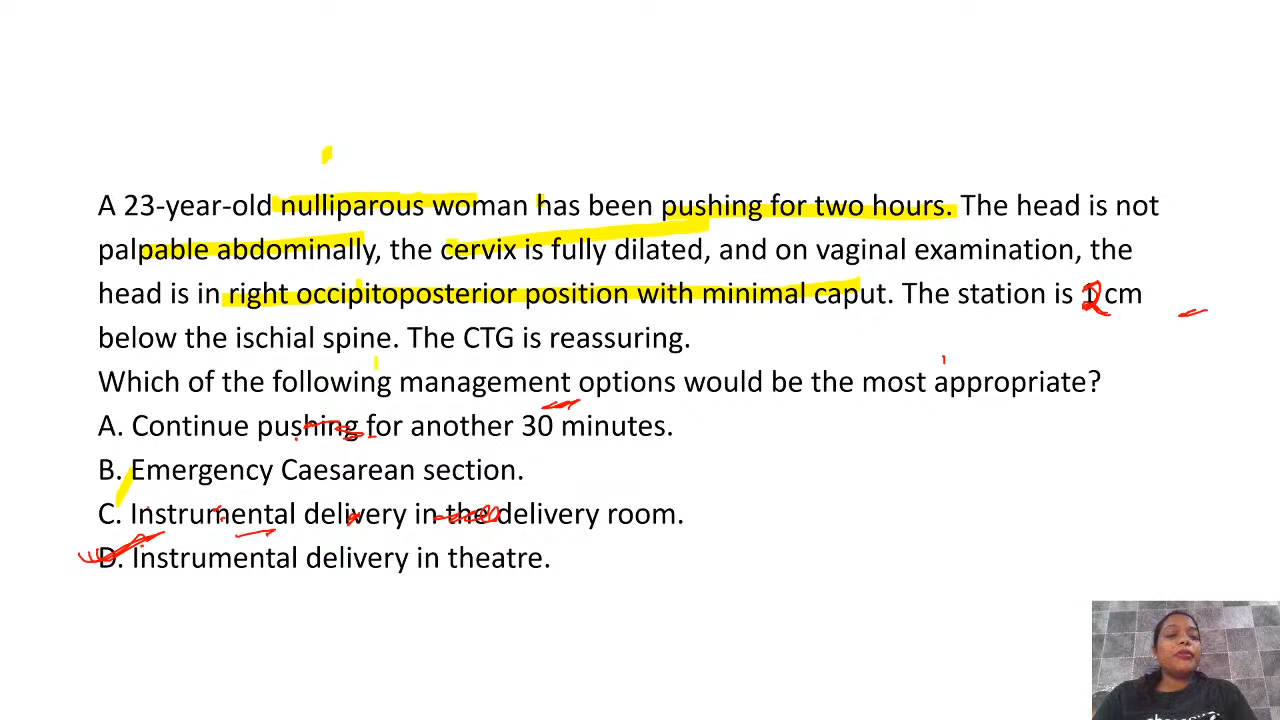 A 23-year-old nulliparous woman has been pushing for two hours. The head is not
palpable abdominally, the cervix is fully dilated, and on vaginal examination, the
head is in right occipitoposterior position with minimal caput. The station is 2 cm
below the ischial spine. The CTG is reassuring.
Which of the following management options would be the most appropriate?
A. Continue pushing for another 30 minutes.
B. Emergency Caesarean section.
C. Instrumental delivery in the delivery room.
D. Instrumental delivery in theatre.